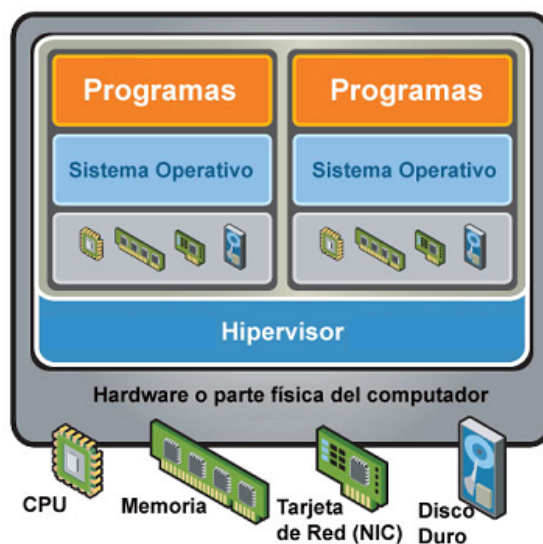 Programas
Programas
Sistema Operativo
Sistema Operativo
Hipervisor
Hardware o parte física del computador
CPU
Memoria
Tarjeta
de Red (NIC)
Disco
Duro